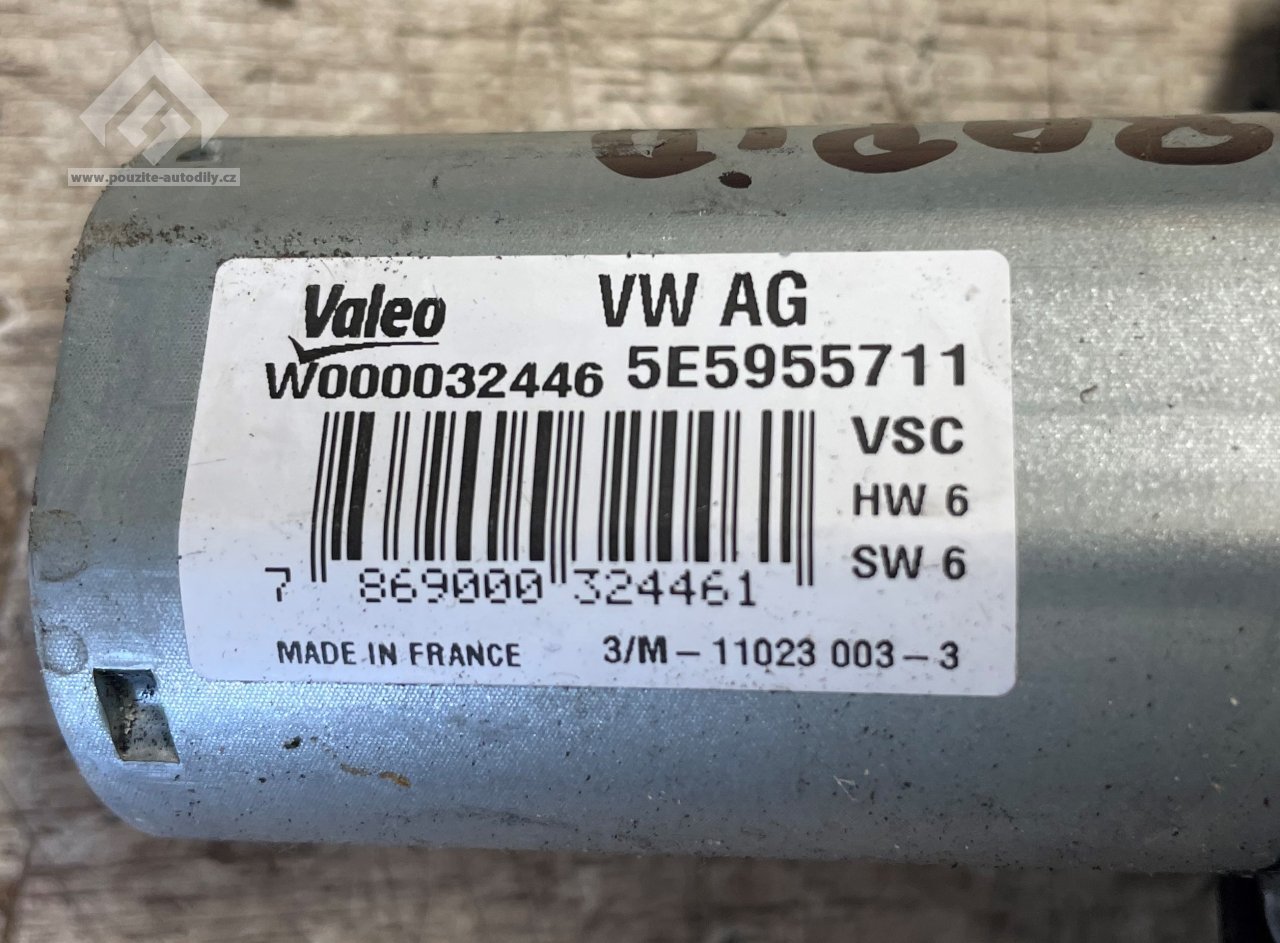 www.pouzite-autodily.cz
Valeo VW AG
W000032446 5E5955711
VSC
HW 6
SW 6
7 869000 324461
MADE IN FRANCE 3/M - 11023 003 - 3